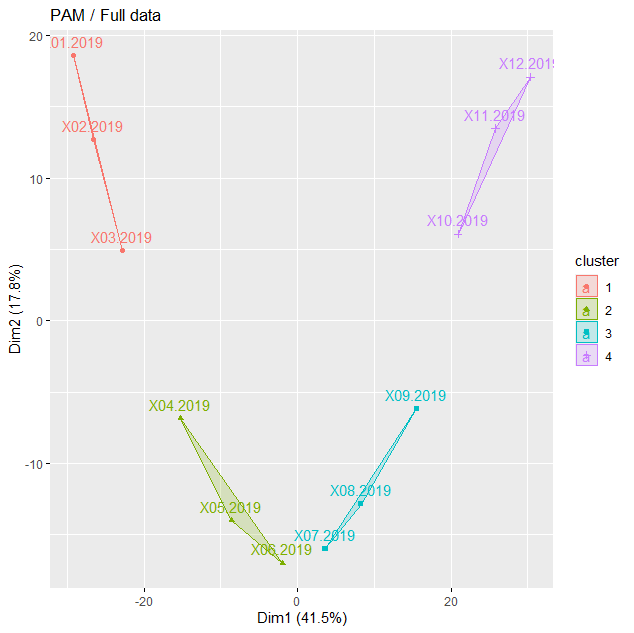 PAM / Full data
20
10
0
-10
-20
0
20
Dim1 (41.5%)
Dim2 (17.8%)
01.2019
X02.2019
X03.2019
X04.2019
X05.2019
X06.2019
X07.2019
X08.2019
X09.2019
X10.2019
X11.2019
X12.2019
cluster
a 1
a 2
a 3
a 4